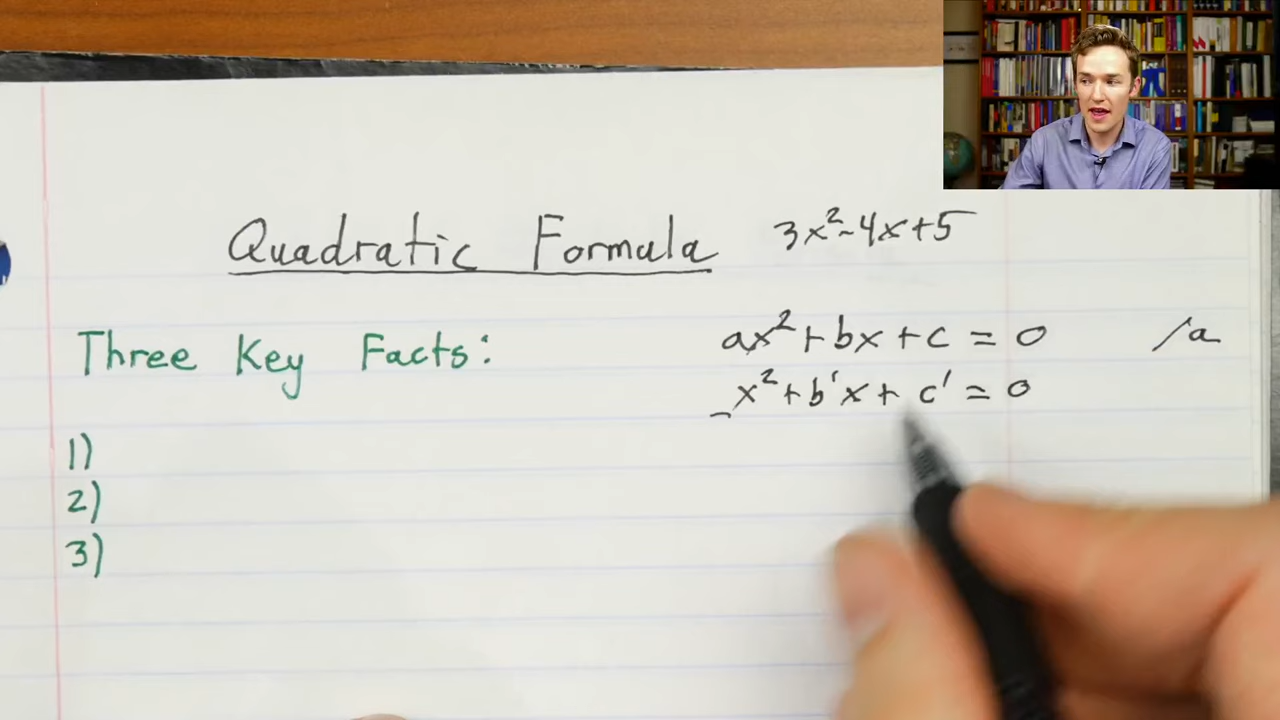 Quadratic Formula 3x²-4x+5
Three Key Facts:
ax²+bx+c=0 /a
x²+b'x+c'=0
1)
2)
3)